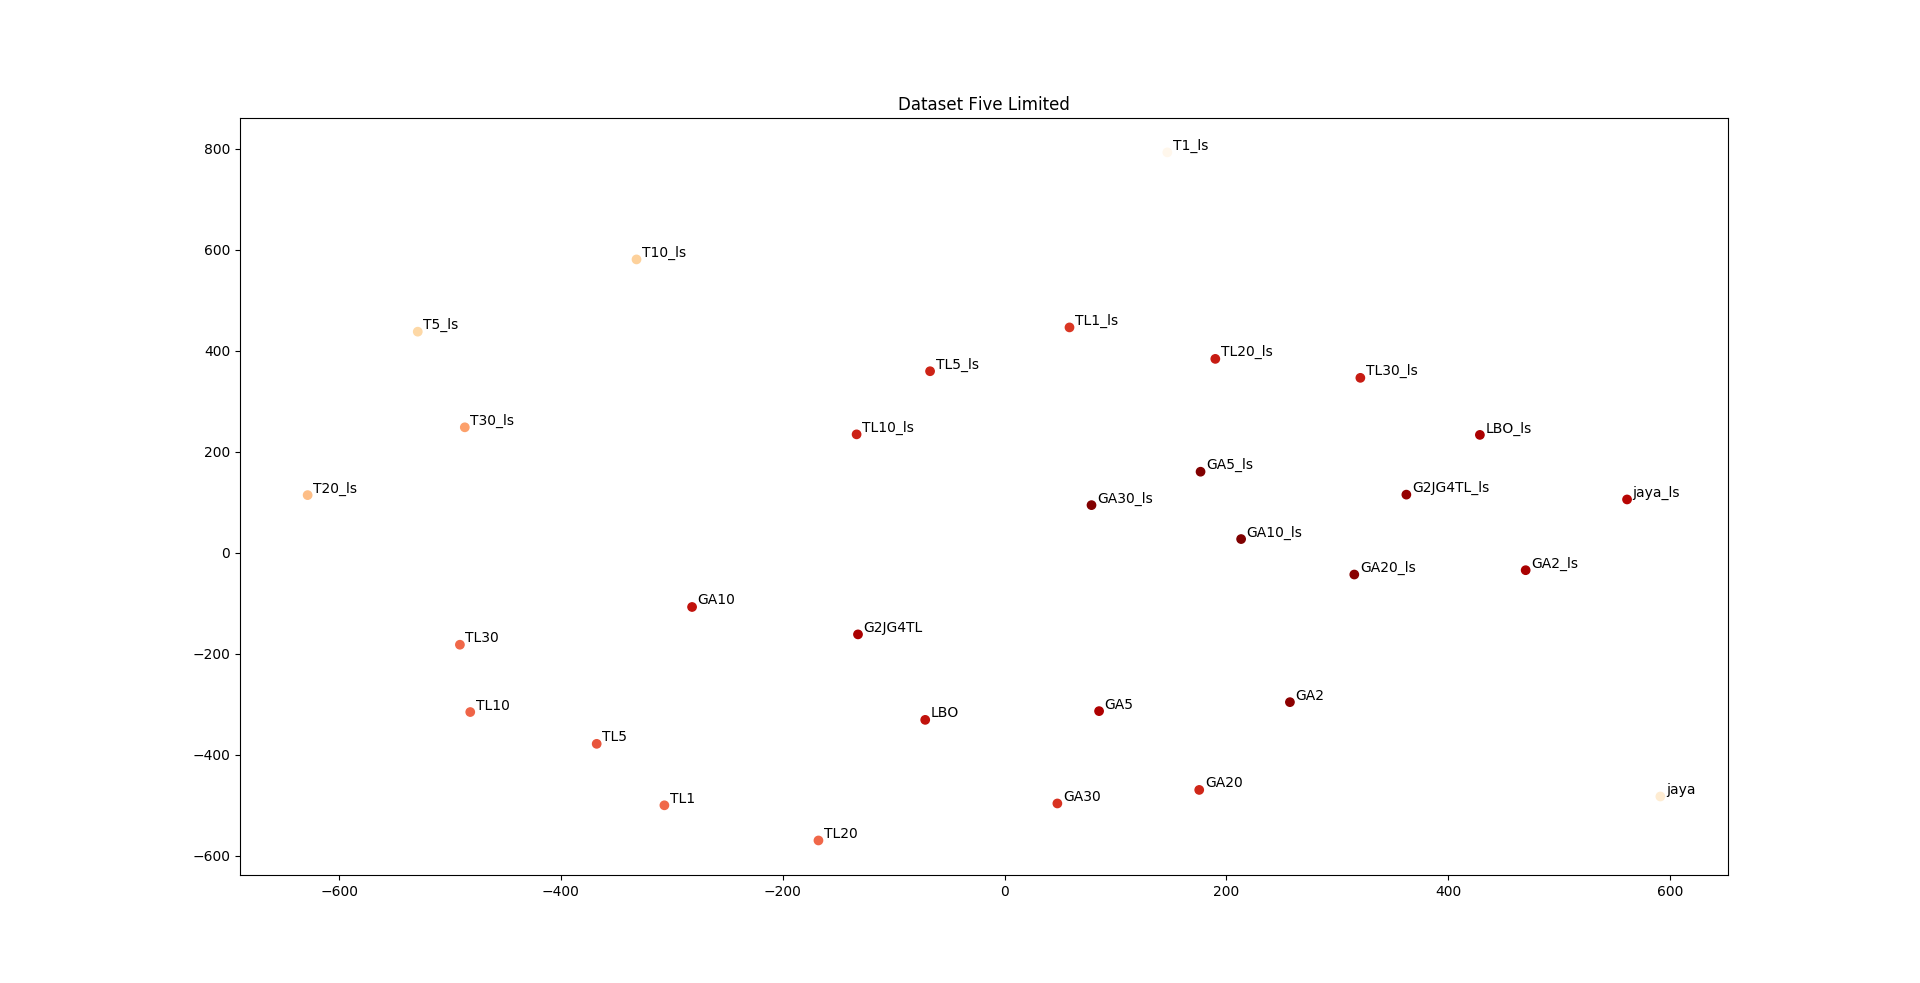 Dataset Five Limited
800
600
400
200
0
−200
−400
−600
−600
−400
−200
0
200
400
600
T1_ls
T10_ls
T5_ls
TL1_ls
TL20_ls
TL5_ls
TL30_ls
T30_ls
TL10_ls
LBO_ls
GA5_ls
T20_ls
G2JG4TL_ls
jaya_ls
GA30_ls
GA10_ls
GA20_ls
GA2_ls
GA10
G2JG4TL
TL30
GA2
TL10
GA5
LBO
TL5
GA20
jaya
GA30
TL1
TL20